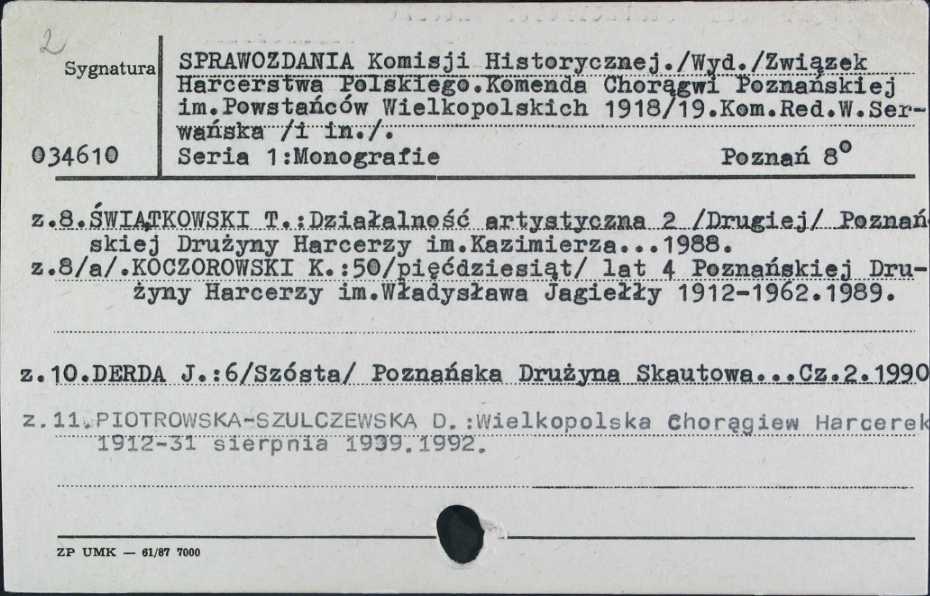 2
Sygnatura
SPRAWOZDANIA Komisji Historycznej./Wyd./Związek
Harcerstwa Polskiego.Komenda Chorągwi Poznańskiej
im.Powstańców Wielkopolskich 1918/19.Kom.Red.W.Ser-
wańska /i in./.
034610
Seria 1:Monografie Poznań 8°
z.8.ŚWIĄTKOWSKI T.:Działalność artystyczna 2 /Drugiej/ Poznań-
skiej Drużyny Harcerzy im.Kazimierza...1988.
z.8/a/.KOCZOROWSKI K.:50/pięćdziesiąt/ lat 4 Poznańskiej Dru-
żyny Harcerzy im.Władysława Jagiełły 1912-1962.1989.
z.10.DERDA J.:6/Szósta/ Poznańska Drużyna Skautowa...Cz.2.1990
z.11.PIOTROWSKA-SZULCZEWSKA D.:Wielkopolska Chorągiew Harcerek
1912-31 sierpnia 1939.1992.
ZP UMK — 61/87 7000